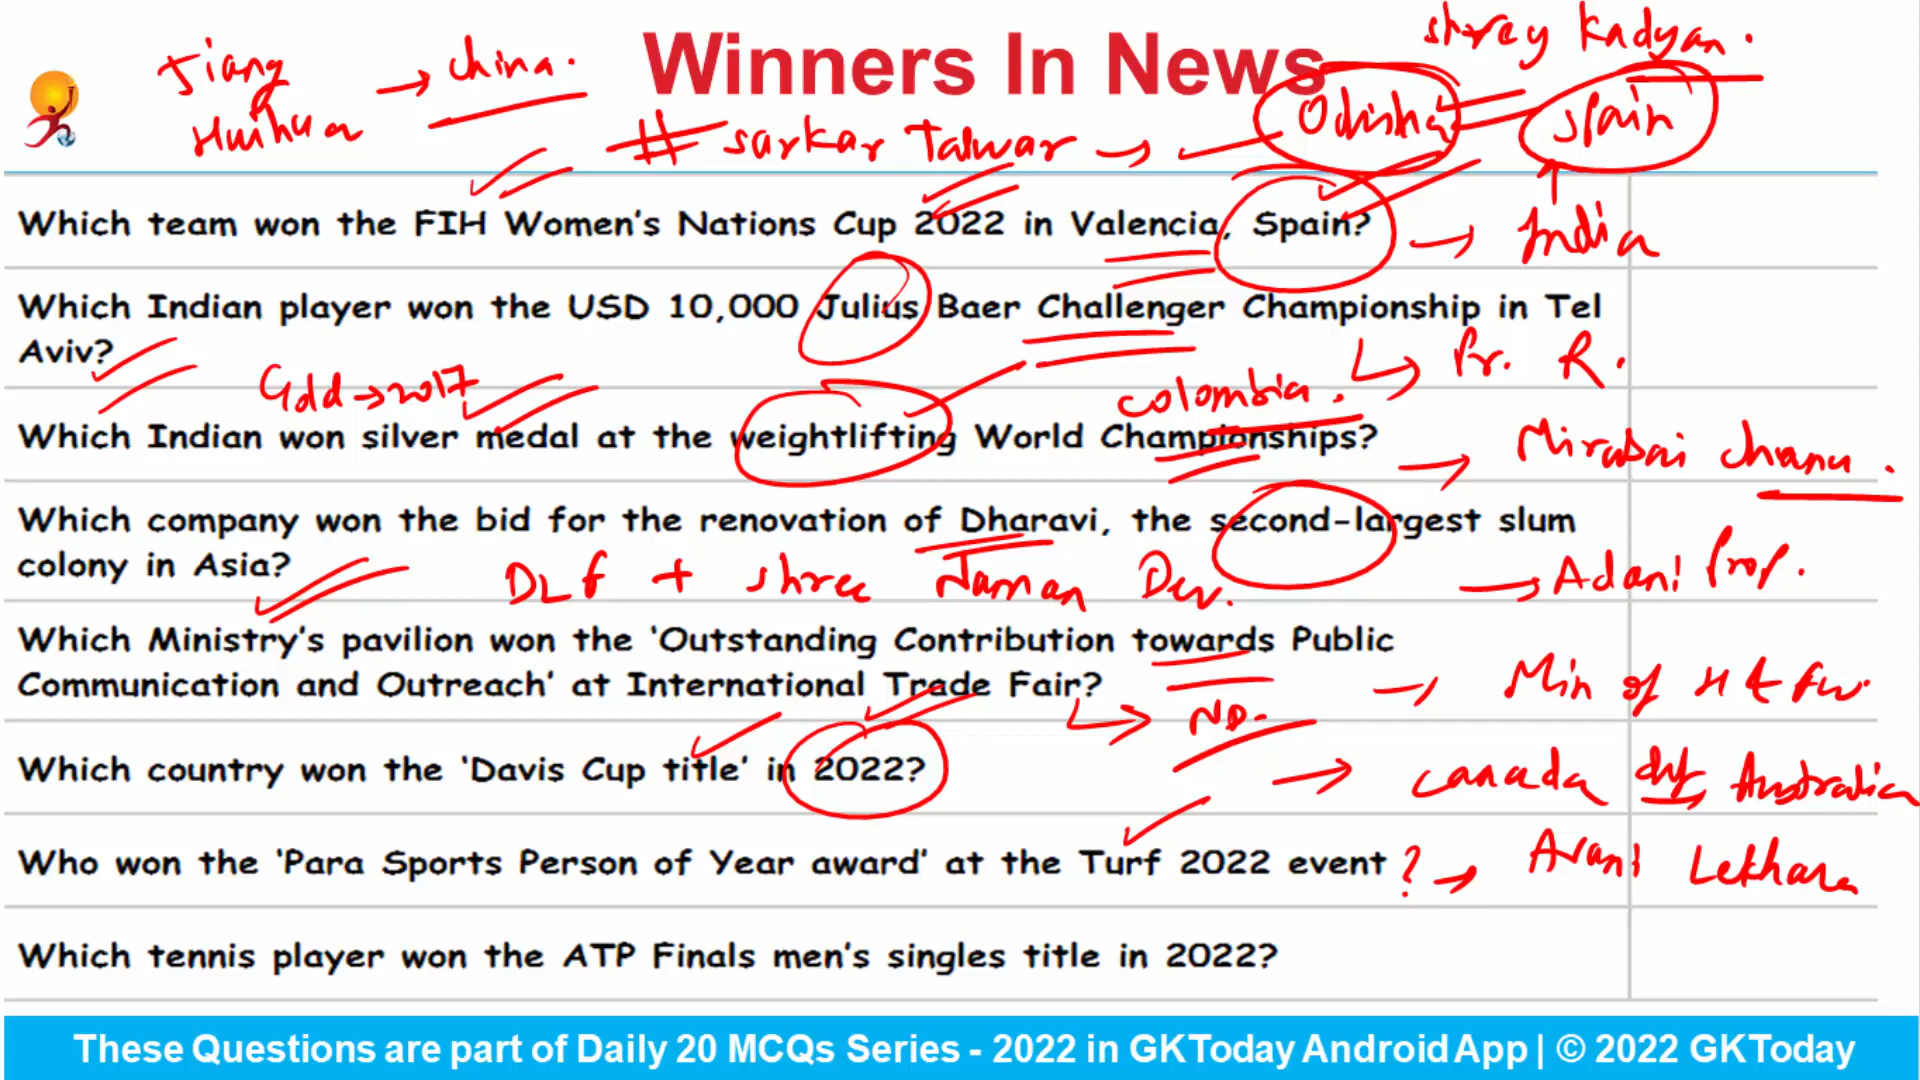 Winners In News
shrey Kadyan.
Jiang
Huihua → China.
# Sarkar Talwar → Odisha Spain
Which team won the FIH Women's Nations Cup 2022 in Valencia, Spain? → India
Which Indian player won the USD 10,000 Julius Baer Challenger Championship in Tel
Aviv? Pr. R.
Gold → 2017 Colombia.
Which Indian won silver medal at the weightlifting World Championships? → Mirabai chanu.
Which company won the bid for the renovation of Dharavi, the second-largest slum
colony in Asia? DLF + shree Naman Dev. → Adani Prop.
Which Ministry's pavilion won the 'Outstanding Contribution towards Public
Communication and Outreach' at International Trade Fair? → ND. → Min of H & FW.
Which country won the 'Davis Cup title' in 2022? → Canada def Australia
Who won the 'Para Sports Person of Year award' at the Turf 2022 event ? → Avani Lekhara
Which tennis player won the ATP Finals men's singles title in 2022?
These Questions are part of Daily 20 MCQs Series - 2022 in GKToday Android App | © 2022 GKToday